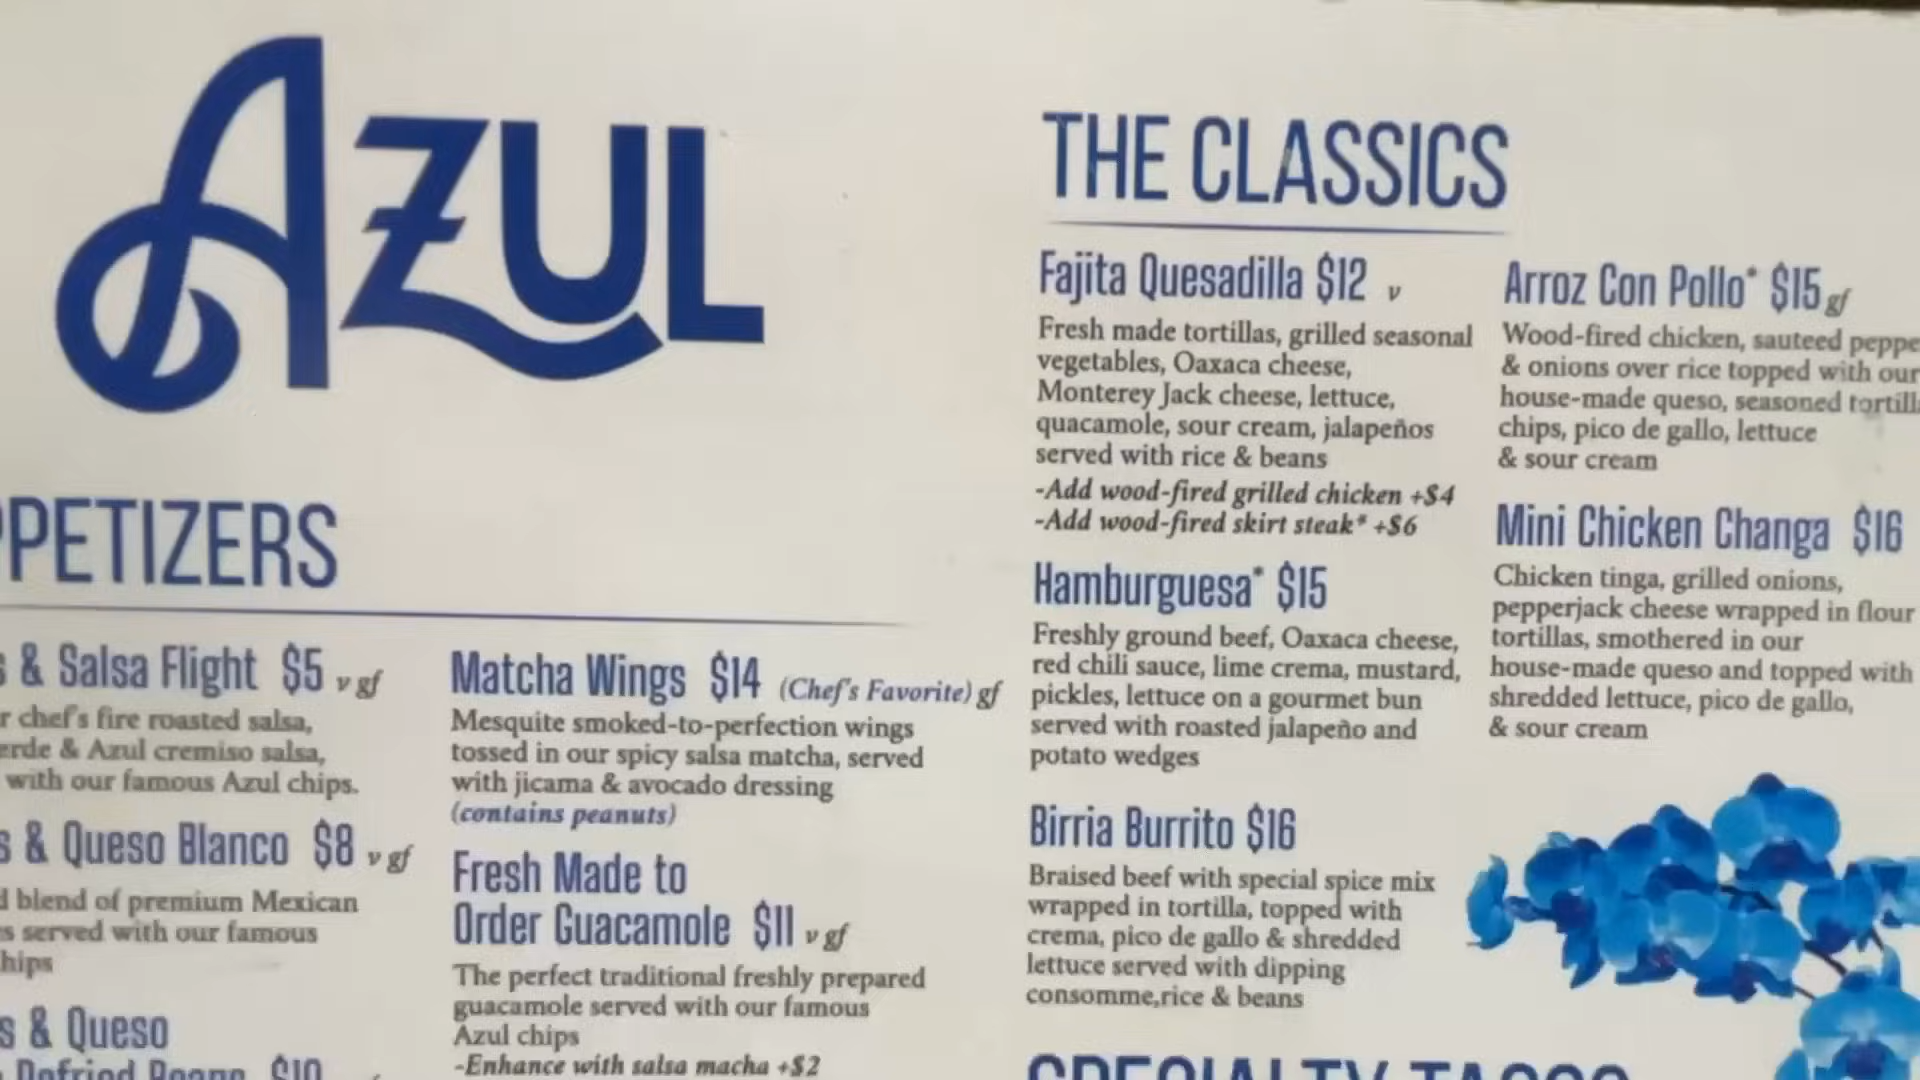 AZUL
PETIZERS
& Salsa Flight $5 v gf
chef's fire roasted salsa,
& Azul cremiso salsa,
with our famous Azul chips.
& Queso Blanco $8 v gf
blend of premium Mexican
served with our famous
hips
& Queso
Refried Beans $10
Matcha Wings $14 (Chef's Favorite) gf
Mesquite smoked-to-perfection wings
tossed in our spicy salsa matcha, served
with jicama & avocado dressing
(contains peanuts)
Fresh Made to
Order Guacamole $11 v gf
The perfect traditional freshly prepared
guacamole served with our famous
Azul chips
-Enhance with salsa macha +$2
THE CLASSICS
Fajita Quesadilla $12 v
Fresh made tortillas, grilled seasonal
vegetables, Oaxaca cheese,
Monterey Jack cheese, lettuce,
quacamole, sour cream, jalapeños
served with rice & beans
-Add wood-fired grilled chicken +$4
-Add wood-fired skirt steak* +$6
Hamburguesa* $15
Freshly ground beef, Oaxaca cheese,
red chili sauce, lime crema, mustard,
pickles, lettuce on a gourmet bun
served with roasted jalapeño and
potato wedges
Birria Burrito $16
Braised beef with special spice mix
wrapped in tortilla, topped with
crema, pico de gallo & shredded
lettuce served with dipping
consomme,rice & beans
Arroz Con Pollo* $15 gf
Wood-fired chicken, sauteed peppe
& onions over rice topped with our
house-made queso, seasoned tortill
chips, pico de gallo, lettuce
& sour cream
Mini Chicken Changa $16
Chicken tinga, grilled onions,
pepperjack cheese wrapped in flour
tortillas, smothered in our
house-made queso and topped with
shredded lettuce, pico de gallo,
& sour cream
SPECIALTY TACOS